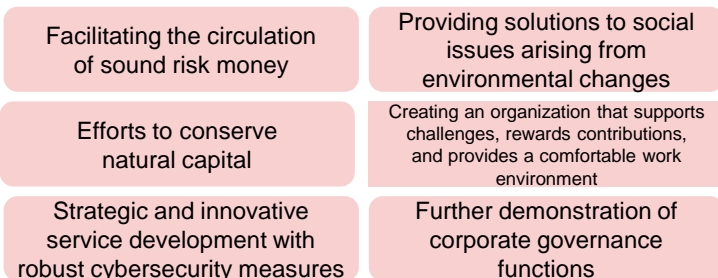 Facilitating the circulation
of sound risk money
Providing solutions to social
issues arising from
environmental changes
Efforts to conserve
natural capital
Creating an organization that supports
challenges, rewards contributions,
and provides a comfortable work
environment
Strategic and innovative
service development with
robust cybersecurity measures
Further demonstration of
corporate governance
functions